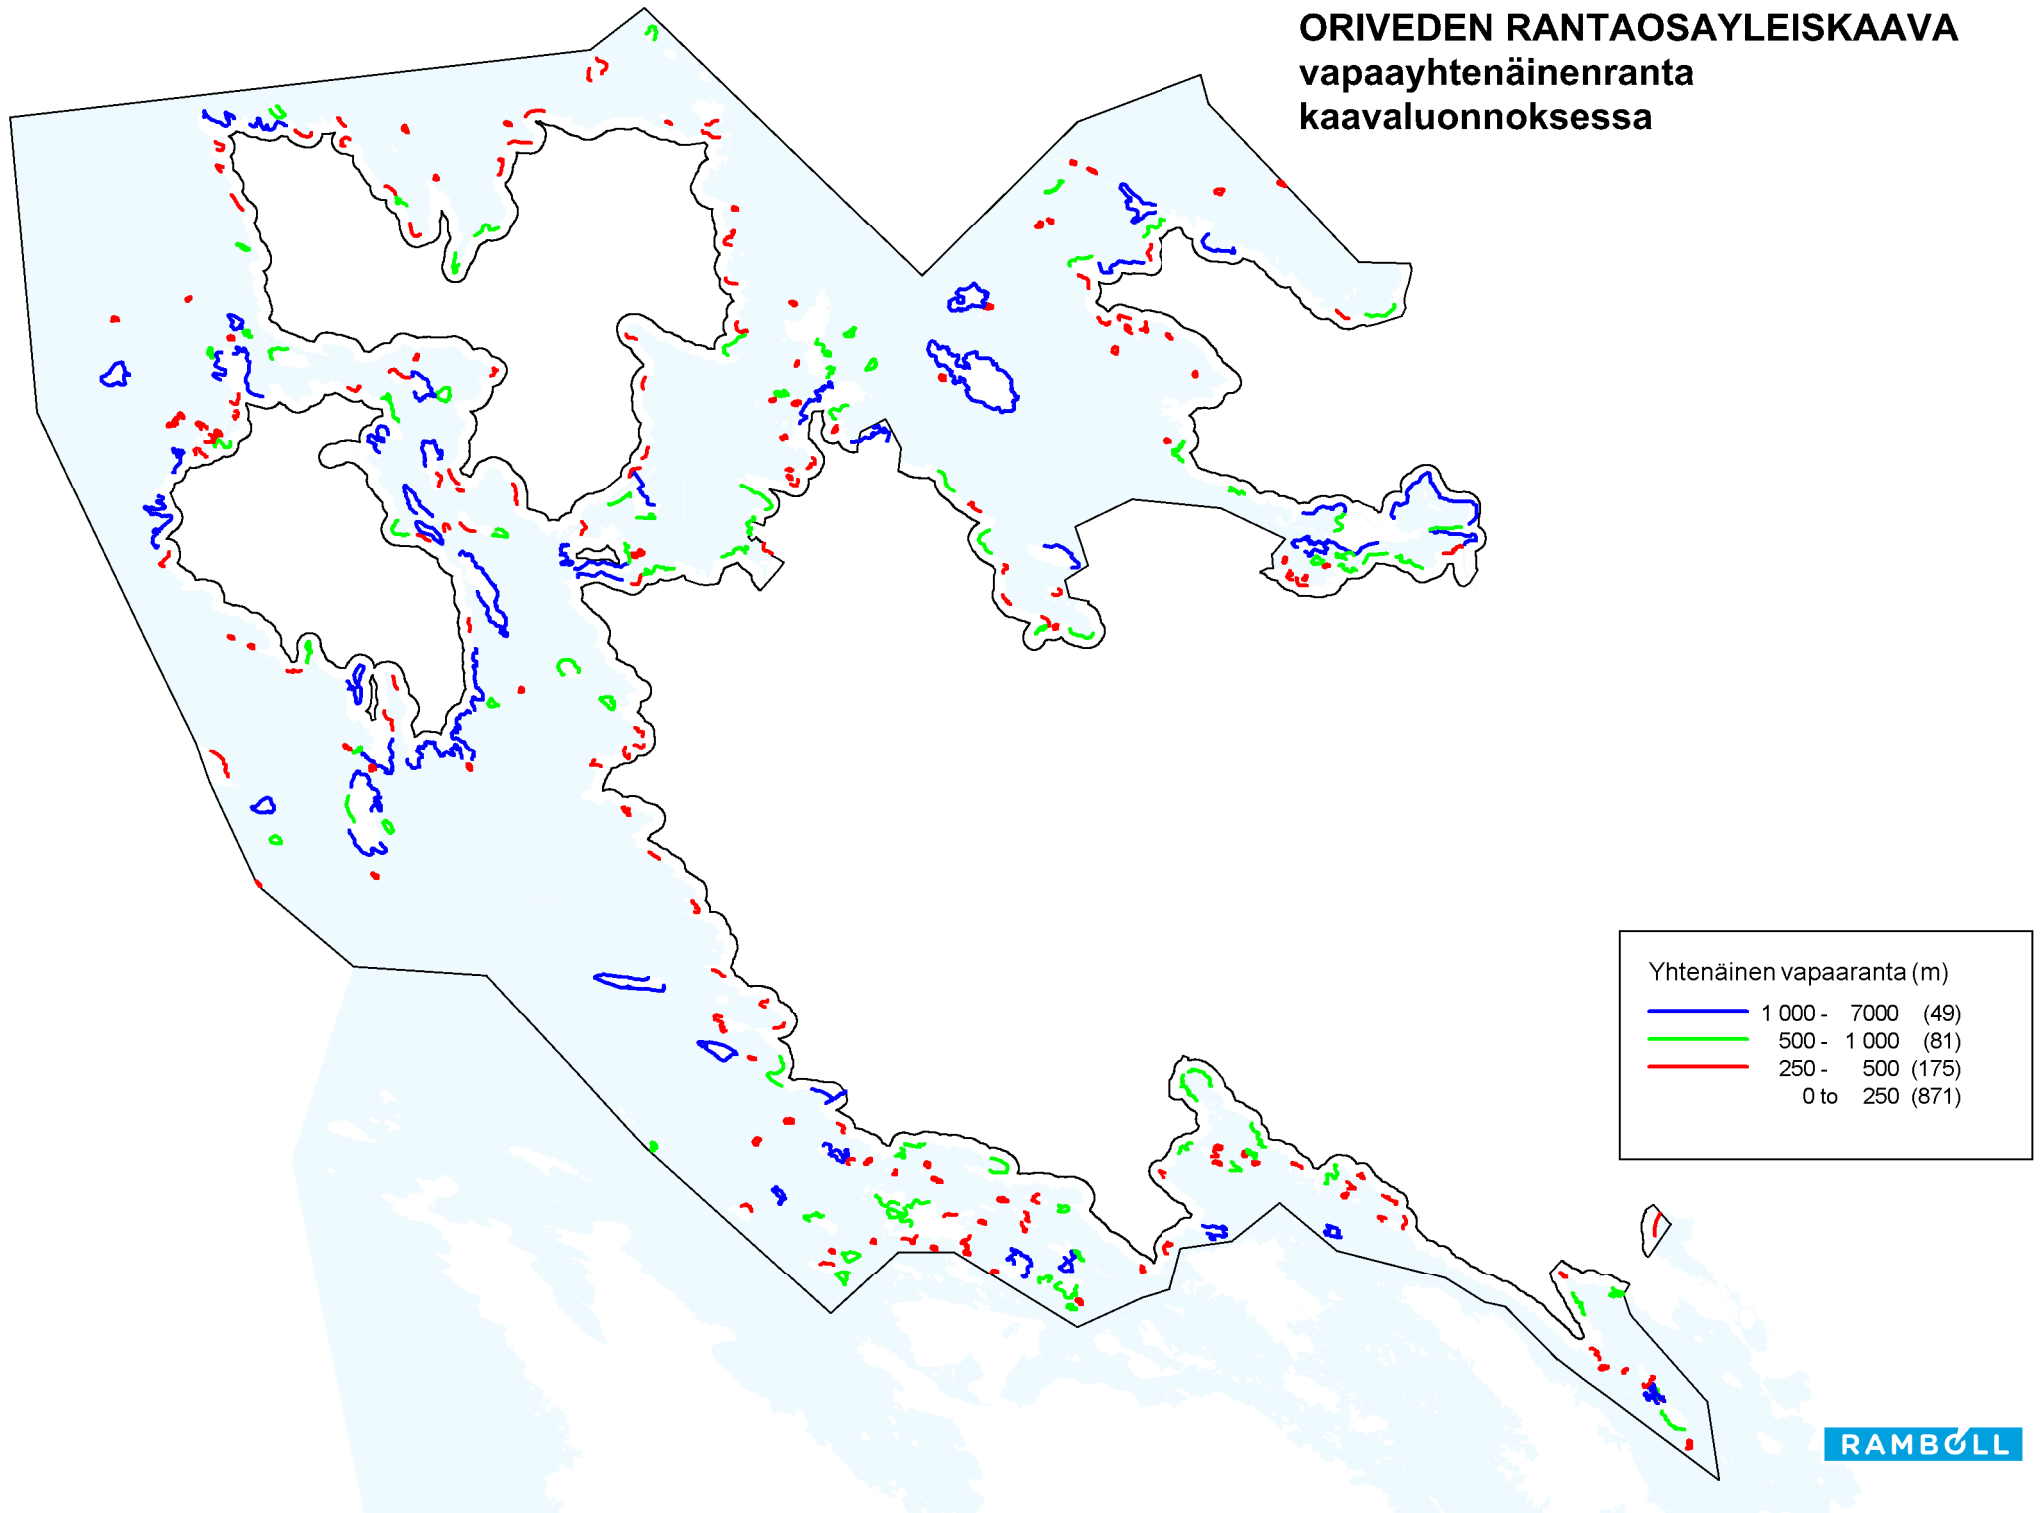 ORIVEDEN RANTAOSAYLEISKAAVA
vapaayhtenäinenranta
kaavaluonnoksessa
Yhtenäinen vapaaranta (m)
1 000 - 7000 (49)
500 - 1 000 (81)
250 - 500 (175)
0 to 250 (871)
RAMBOLL